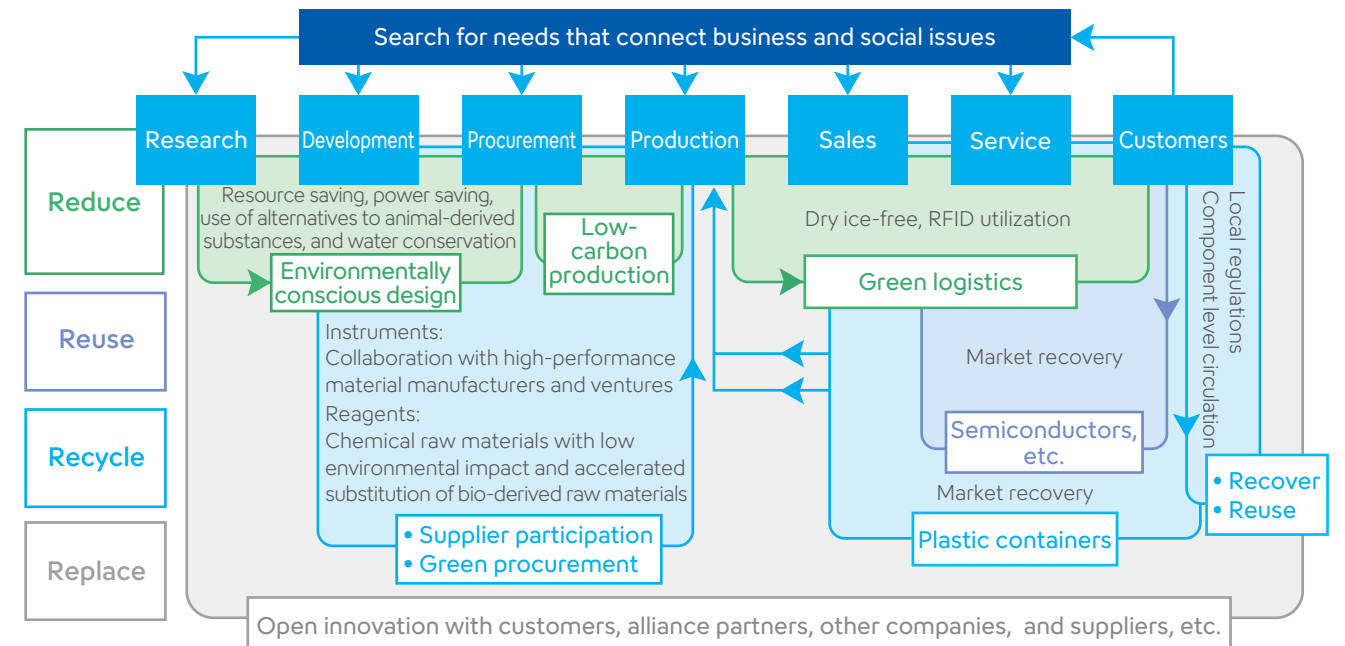 Search for needs that connect business and social issues
Research
Development
Procurement
Production
Sales
Service
Customers
Reduce
Reuse
Recycle
Replace
Resource saving, power saving,
use of alternatives to animal-derived
substances, and water conservation
Environmentally
conscious design
Low-
carbon
production
Dry ice-free, RFID utilization
Green logistics
Local regulations
Component level circulation
Instruments:
Collaboration with high-performance
material manufacturers and ventures
Reagents:
Chemical raw materials with low
environmental impact and accelerated
substitution of bio-derived raw materials
• Supplier participation
• Green procurement
Market recovery
Semiconductors,
etc.
Market recovery
Plastic containers
• Recover
• Reuse
Open innovation with customers, alliance partners, other companies, and suppliers, etc.